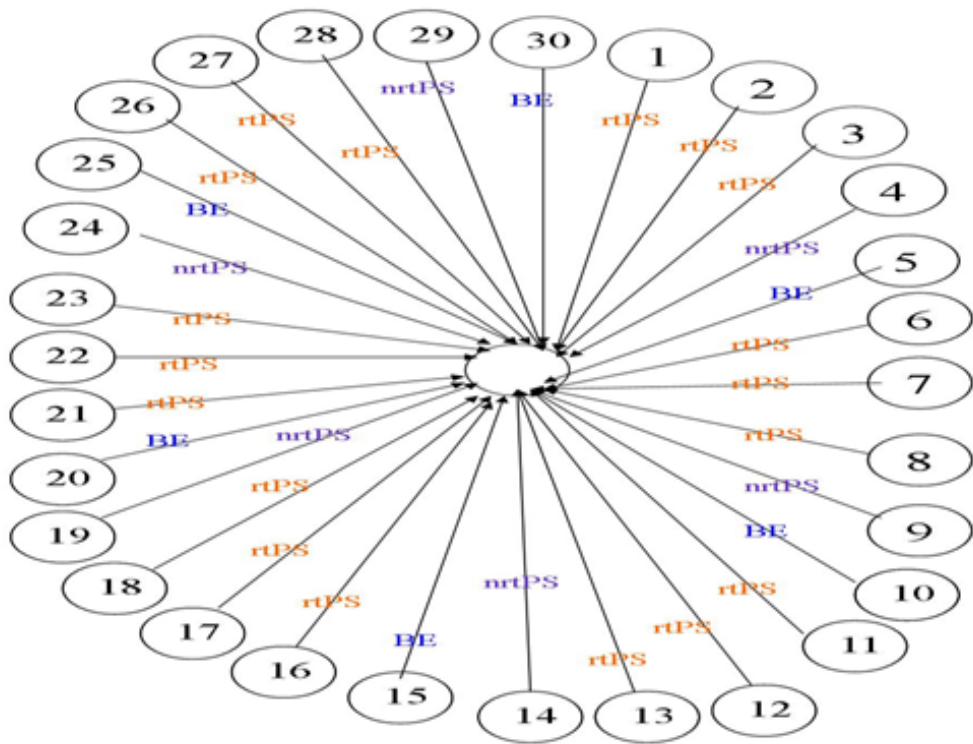 28 29 30 1
27 2
nrtPS BE
26 rtPS rtPS 3
25 rtPS rtPS
rtPS rtPS 4
24 BE
nrtPS nrtPS 5
23 BE 6
rtPS
22 rtPS rtPS
21 rtPS rtPS 7
BE nrtPS rtPS 8
20 rtPS nrtPS
19 BE 9
18 rtPS nrtPS rtPS 10
17 rtPS rtPS 11
16 BE rtPS
15 14 13 12